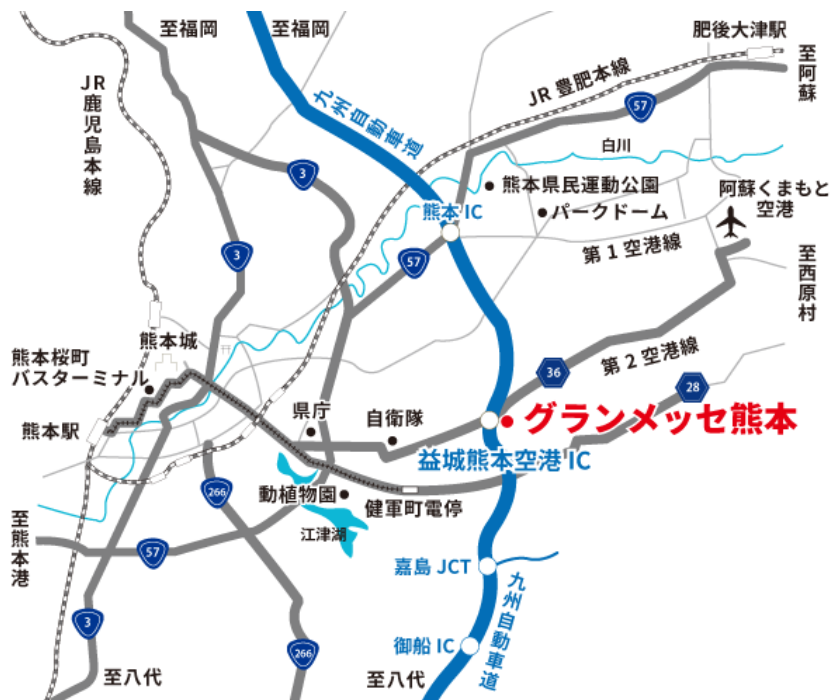 至福岡
至福岡
肥後大津駅
至阿蘇
JR鹿児島本線
九州自動車道
JR 豊肥本線
57
白川
3
熊本県民運動公園
阿蘇くまもと
空港
熊本 IC
パークドーム
第1空港線
3
57
至西原村
熊本城
熊本桜町
バスターミナル
36
第2空港線
28
県庁
自衛隊
グランメッセ熊本
熊本駅
益城熊本空港 IC
266
動植物園
健軍町電停
至熊本港
江津湖
57
嘉島 JCT
九州自動車道
3
御船 IC
266
至八代
至八代